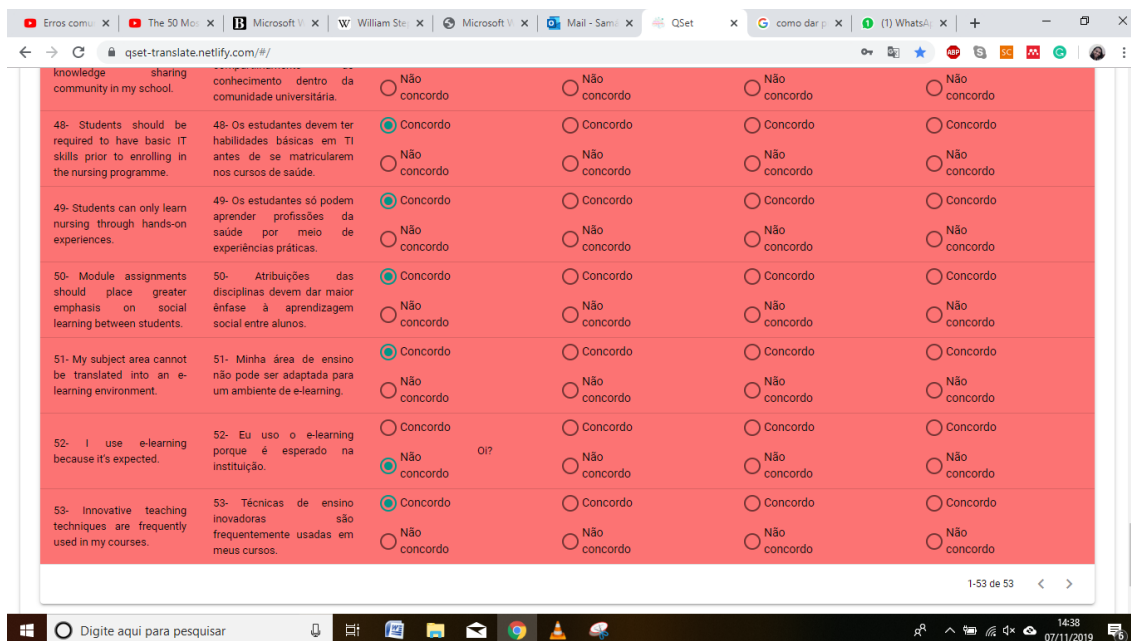 Erros comu
The 50 Mos
Microsoft W
William Step
Microsoft V
Mail - Sama
QSet
como dar p
(1) WhatsA
qset-translate.netlify.com/#/
knowledge sharing
community in my school.
conhecimento dentro da
comunidade universitária.
Não
concordo
Não
concordo
Não
concordo
Não
concordo
48- Students should be
required to have basic IT
skills prior to enrolling in
the nursing programme.
48- Os estudantes devem ter
habilidades básicas em TI
antes de se matricularem
nos cursos de saúde.
Concordo
Concordo
Concordo
Concordo
Não
concordo
Não
concordo
Não
concordo
Não
concordo
49- Students can only learn
nursing through hands-on
experiences.
49- Os estudantes só podem
aprender profissões da
saúde por meio de
experiências práticas.
Concordo
Concordo
Concordo
Concordo
Não
concordo
Não
concordo
Não
concordo
Não
concordo
50- Module assignments
should place greater
emphasis on social
learning between students.
50- Atribuições das
disciplinas devem dar maior
ênfase à aprendizagem
social entre alunos.
Concordo
Concordo
Concordo
Concordo
Não
concordo
Não
concordo
Não
concordo
Não
concordo
51- My subject area cannot
be translated into an e-
learning environment.
51- Minha área de ensino
não pode ser adaptada para
um ambiente de e-learning.
Concordo
Concordo
Concordo
Concordo
Não
concordo
Não
concordo
Não
concordo
Não
concordo
52- I use e-learning
because it's expected.
52- Eu uso o e-learning
porque é esperado na
instituição.
Concordo
Concordo
Concordo
Concordo
Não
concordo
Oi?
Não
concordo
Não
concordo
Não
concordo
53- Innovative teaching
techniques are frequently
used in my courses.
53- Técnicas de ensino
inovadoras são
frequentemente usadas em
meus cursos.
Concordo
Concordo
Concordo
Concordo
Não
concordo
Não
concordo
Não
concordo
Não
concordo
1-53 de 53
Digite aqui para pesquisar
14:38
07/11/2019